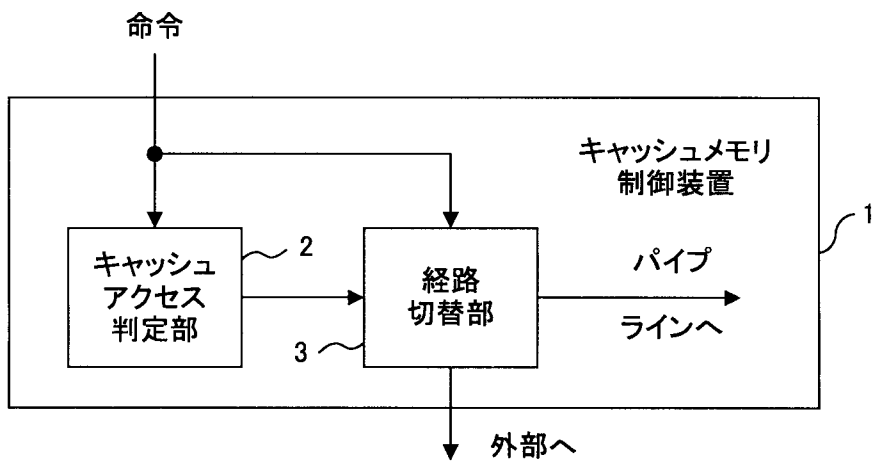 命令
キャッシュメモリ
制御装置
1
キャッシュ
アクセス
判定部
2
経路
切替部
3
パイプ
ラインへ
外部へ